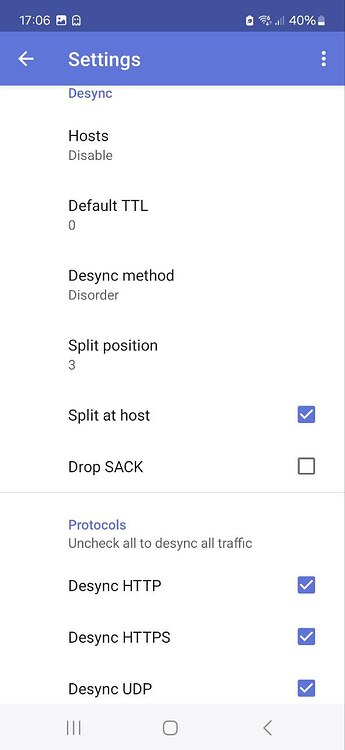 17:06 40%
Settings
Desync
Hosts
Disable
Default TTL
0
Desync method
Disorder
Split position
3
Split at host
Drop SACK
Protocols
Uncheck all to desync all traffic
Desync HTTP
Desync HTTPS
Desync UDP